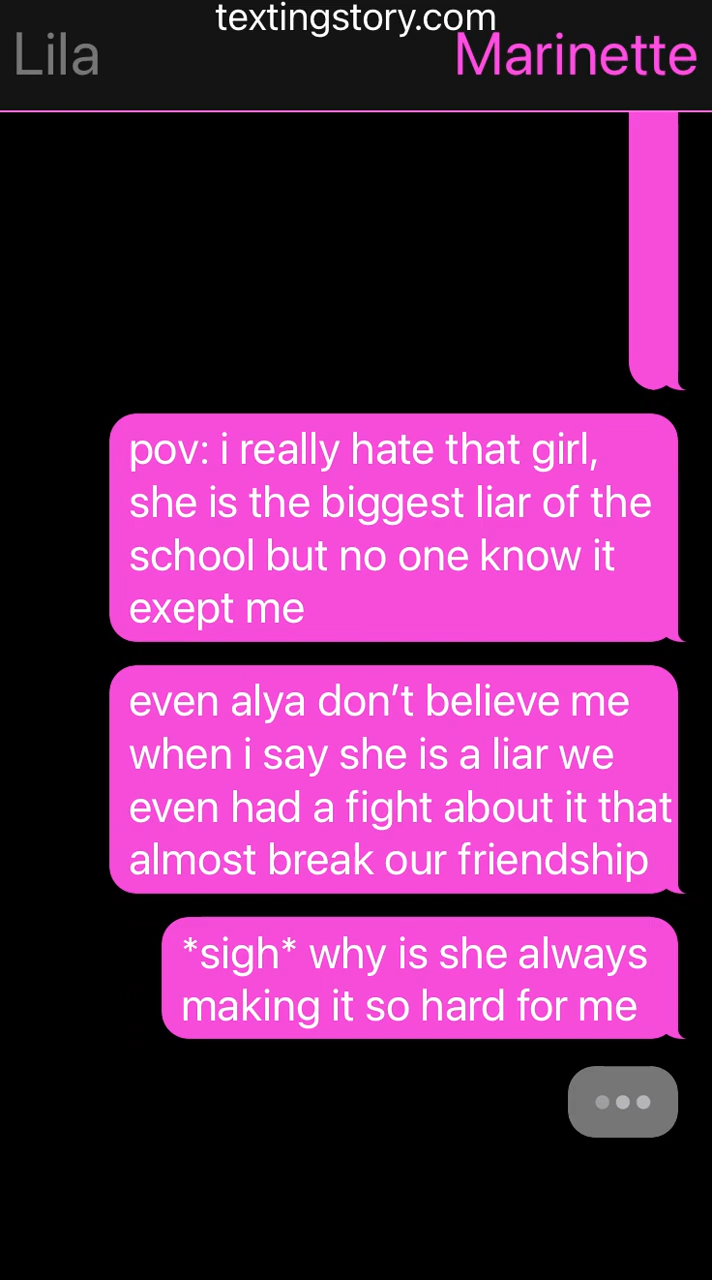 textingstory.com
Lila Marinette
pov: i really hate that girl,
she is the biggest liar of the
school but no one know it
exept me
even alya don’t believe me
when i say she is a liar we
even had a fight about it that
almost break our friendship
*sigh* why is she always
making it so hard for me